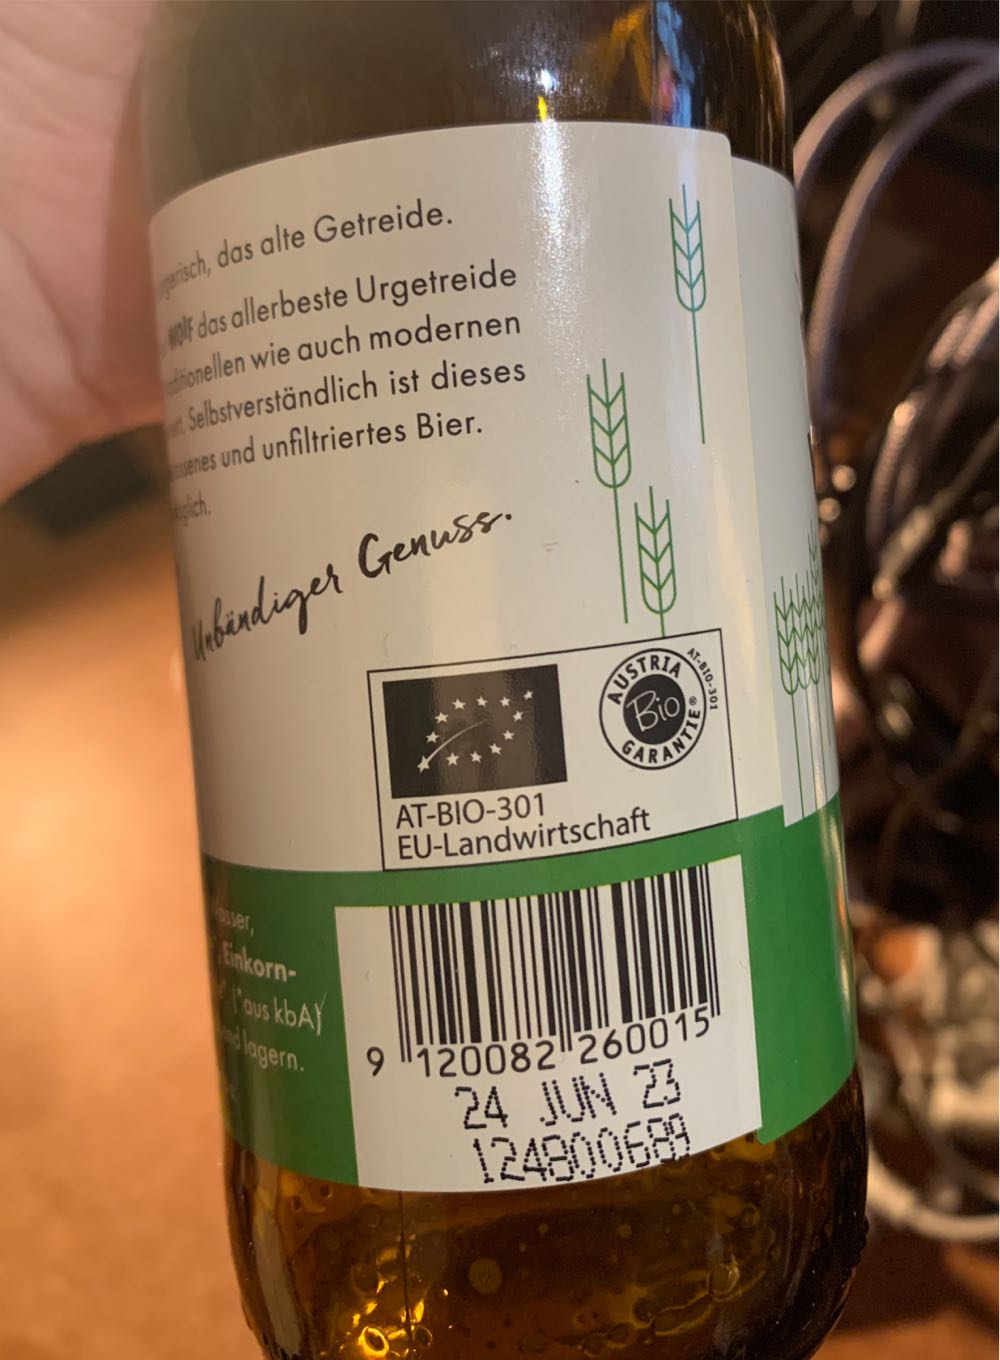 das alte Getreide.
wolf das allerbeste Urgetreide
wie auch modernen
Selbstverständlich ist dieses
und unfiltriertes Bier.
Unbändiger Genuss.
AUSTRIA
Bio
GARANTIE®
AT-BIO-301
AT-BIO-301
EU-Landwirtschaft
Einkorn-
(*aus kbA)
lagern.
9 120082 260015
24 JUN 23
124800689